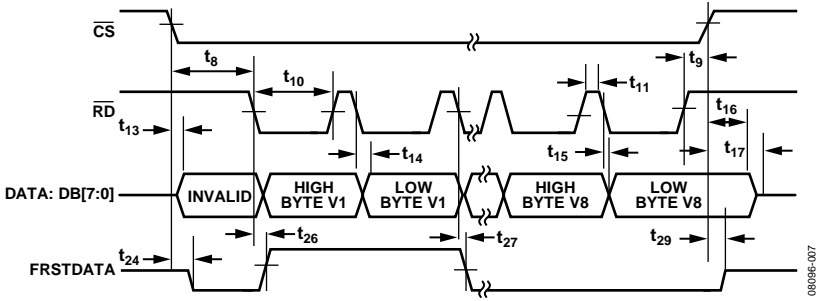 CS
t8
t9
t10
t11
RD
t16
t13
t14
t15
t17
DATA: DB[7:0]
INVALID
HIGH
BYTE V1
LOW
BYTE V1
HIGH
BYTE V8
LOW
BYTE V8
t24
t26
t27
t29
FRSTDATA
08096-007